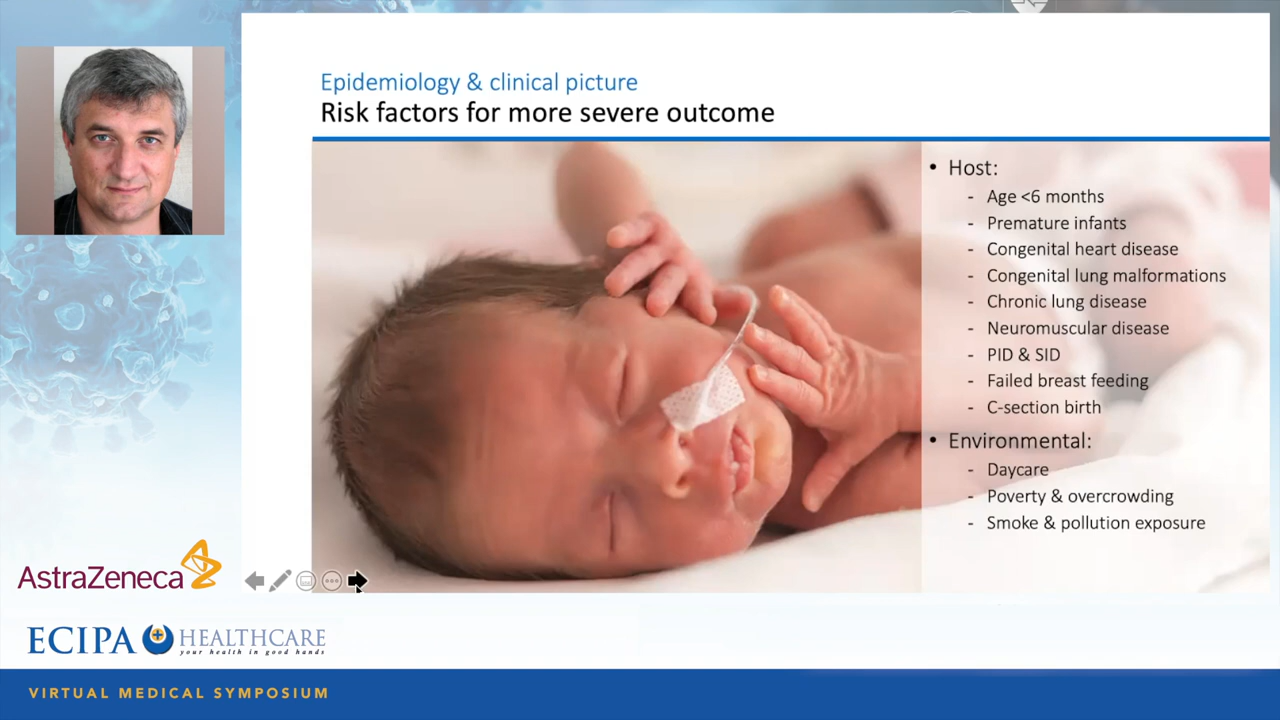 Epidemiology & clinical picture
Risk factors for more severe outcome
• Host:
- Age <6 months
- Premature infants
- Congenital heart disease
- Congenital lung malformations
- Chronic lung disease
- Neuromuscular disease
- PID & SID
- Failed breast feeding
- C-section birth
• Environmental:
- Daycare
- Poverty & overcrowding
- Smoke & pollution exposure
AstraZeneca
ECIPA HEALTHCARE
your health in good hands
VIRTUAL MEDICAL SYMPOSIUM